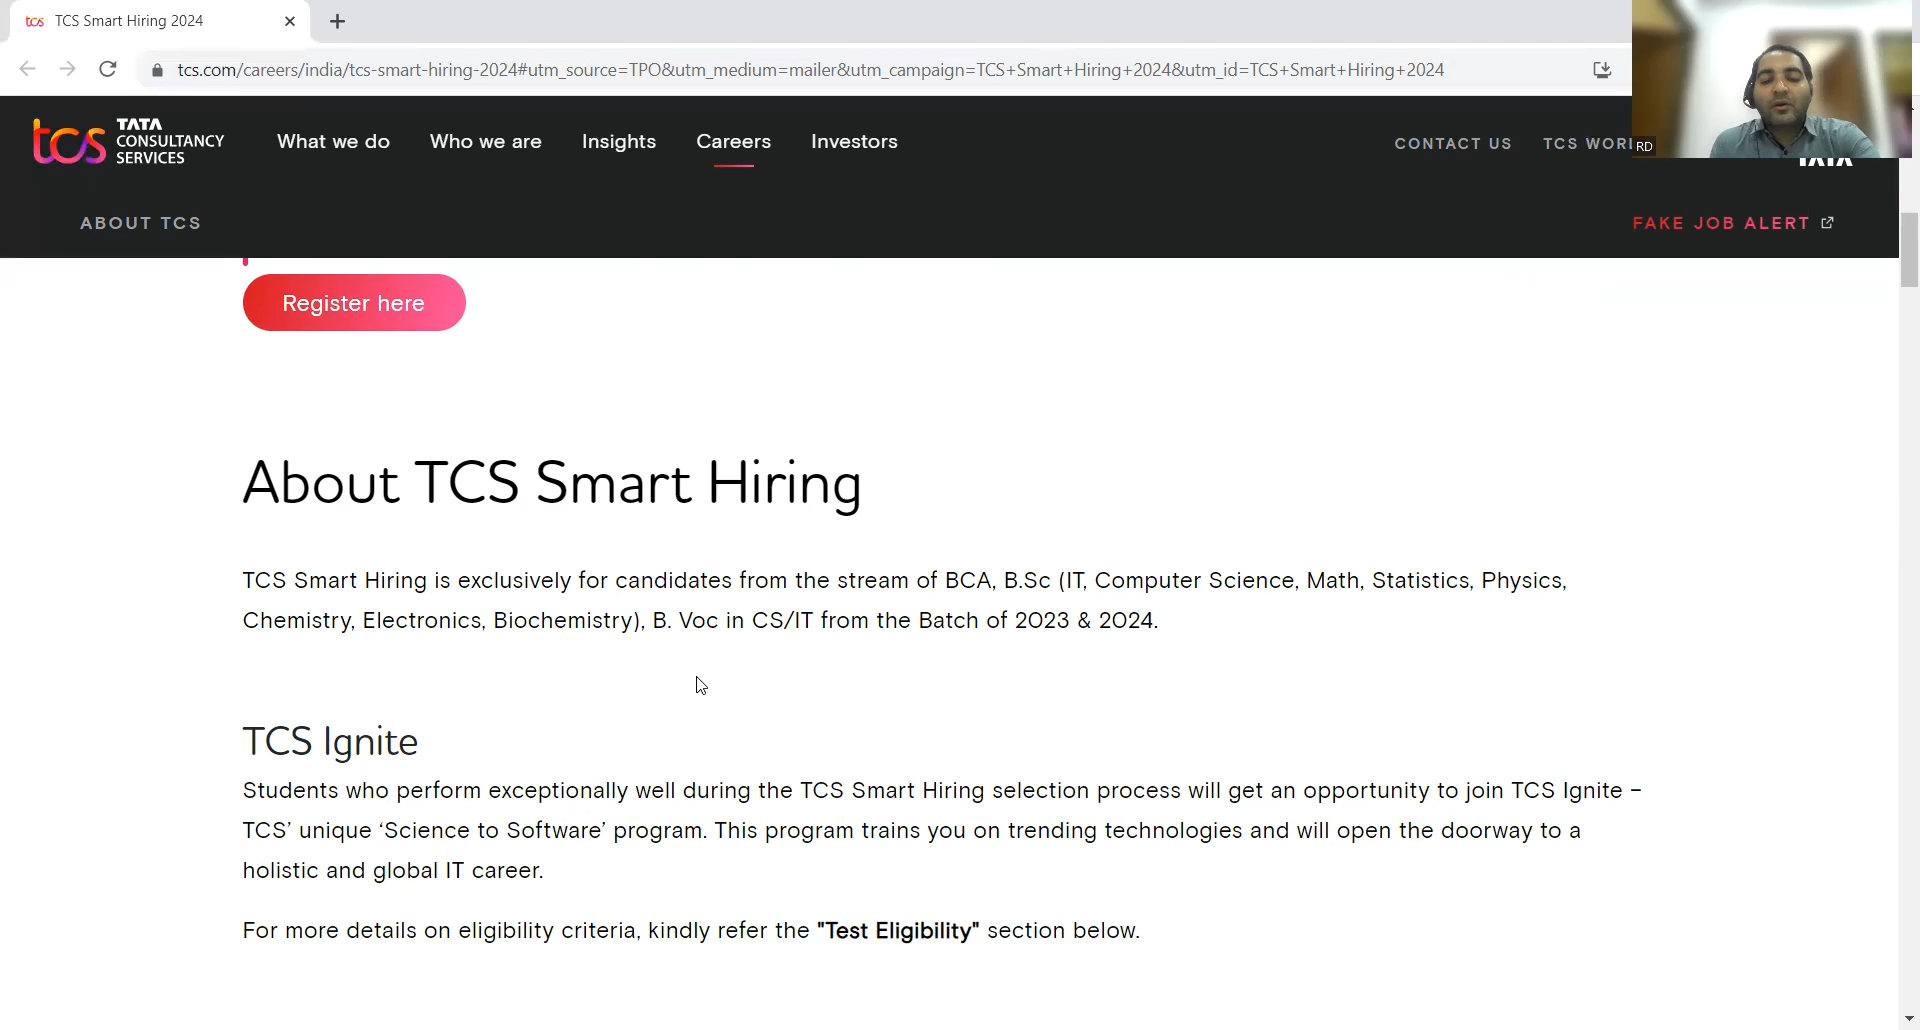 tcs TCS Smart Hiring 2024
tcs.com/careers/india/tcs-smart-hiring-2024#utm_source=TPO&utm_medium=mailer&utm_campaign=TCS+Smart+Hiring+2024&utm_id=TCS+Smart+Hiring+2024
tcs TATA CONSULTANCY SERVICES
What we do Who we are Insights Careers Investors
CONTACT US TCS WORL
RD
TATA
ABOUT TCS
FAKE JOB ALERT
Register here
About TCS Smart Hiring
TCS Smart Hiring is exclusively for candidates from the stream of BCA, B.Sc (IT, Computer Science, Math, Statistics, Physics,
Chemistry, Electronics, Biochemistry), B. Voc in CS/IT from the Batch of 2023 & 2024.
TCS Ignite
Students who perform exceptionally well during the TCS Smart Hiring selection process will get an opportunity to join TCS Ignite –
TCS’ unique ‘Science to Software’ program. This program trains you on trending technologies and will open the doorway to a
holistic and global IT career.
For more details on eligibility criteria, kindly refer the "Test Eligibility" section below.